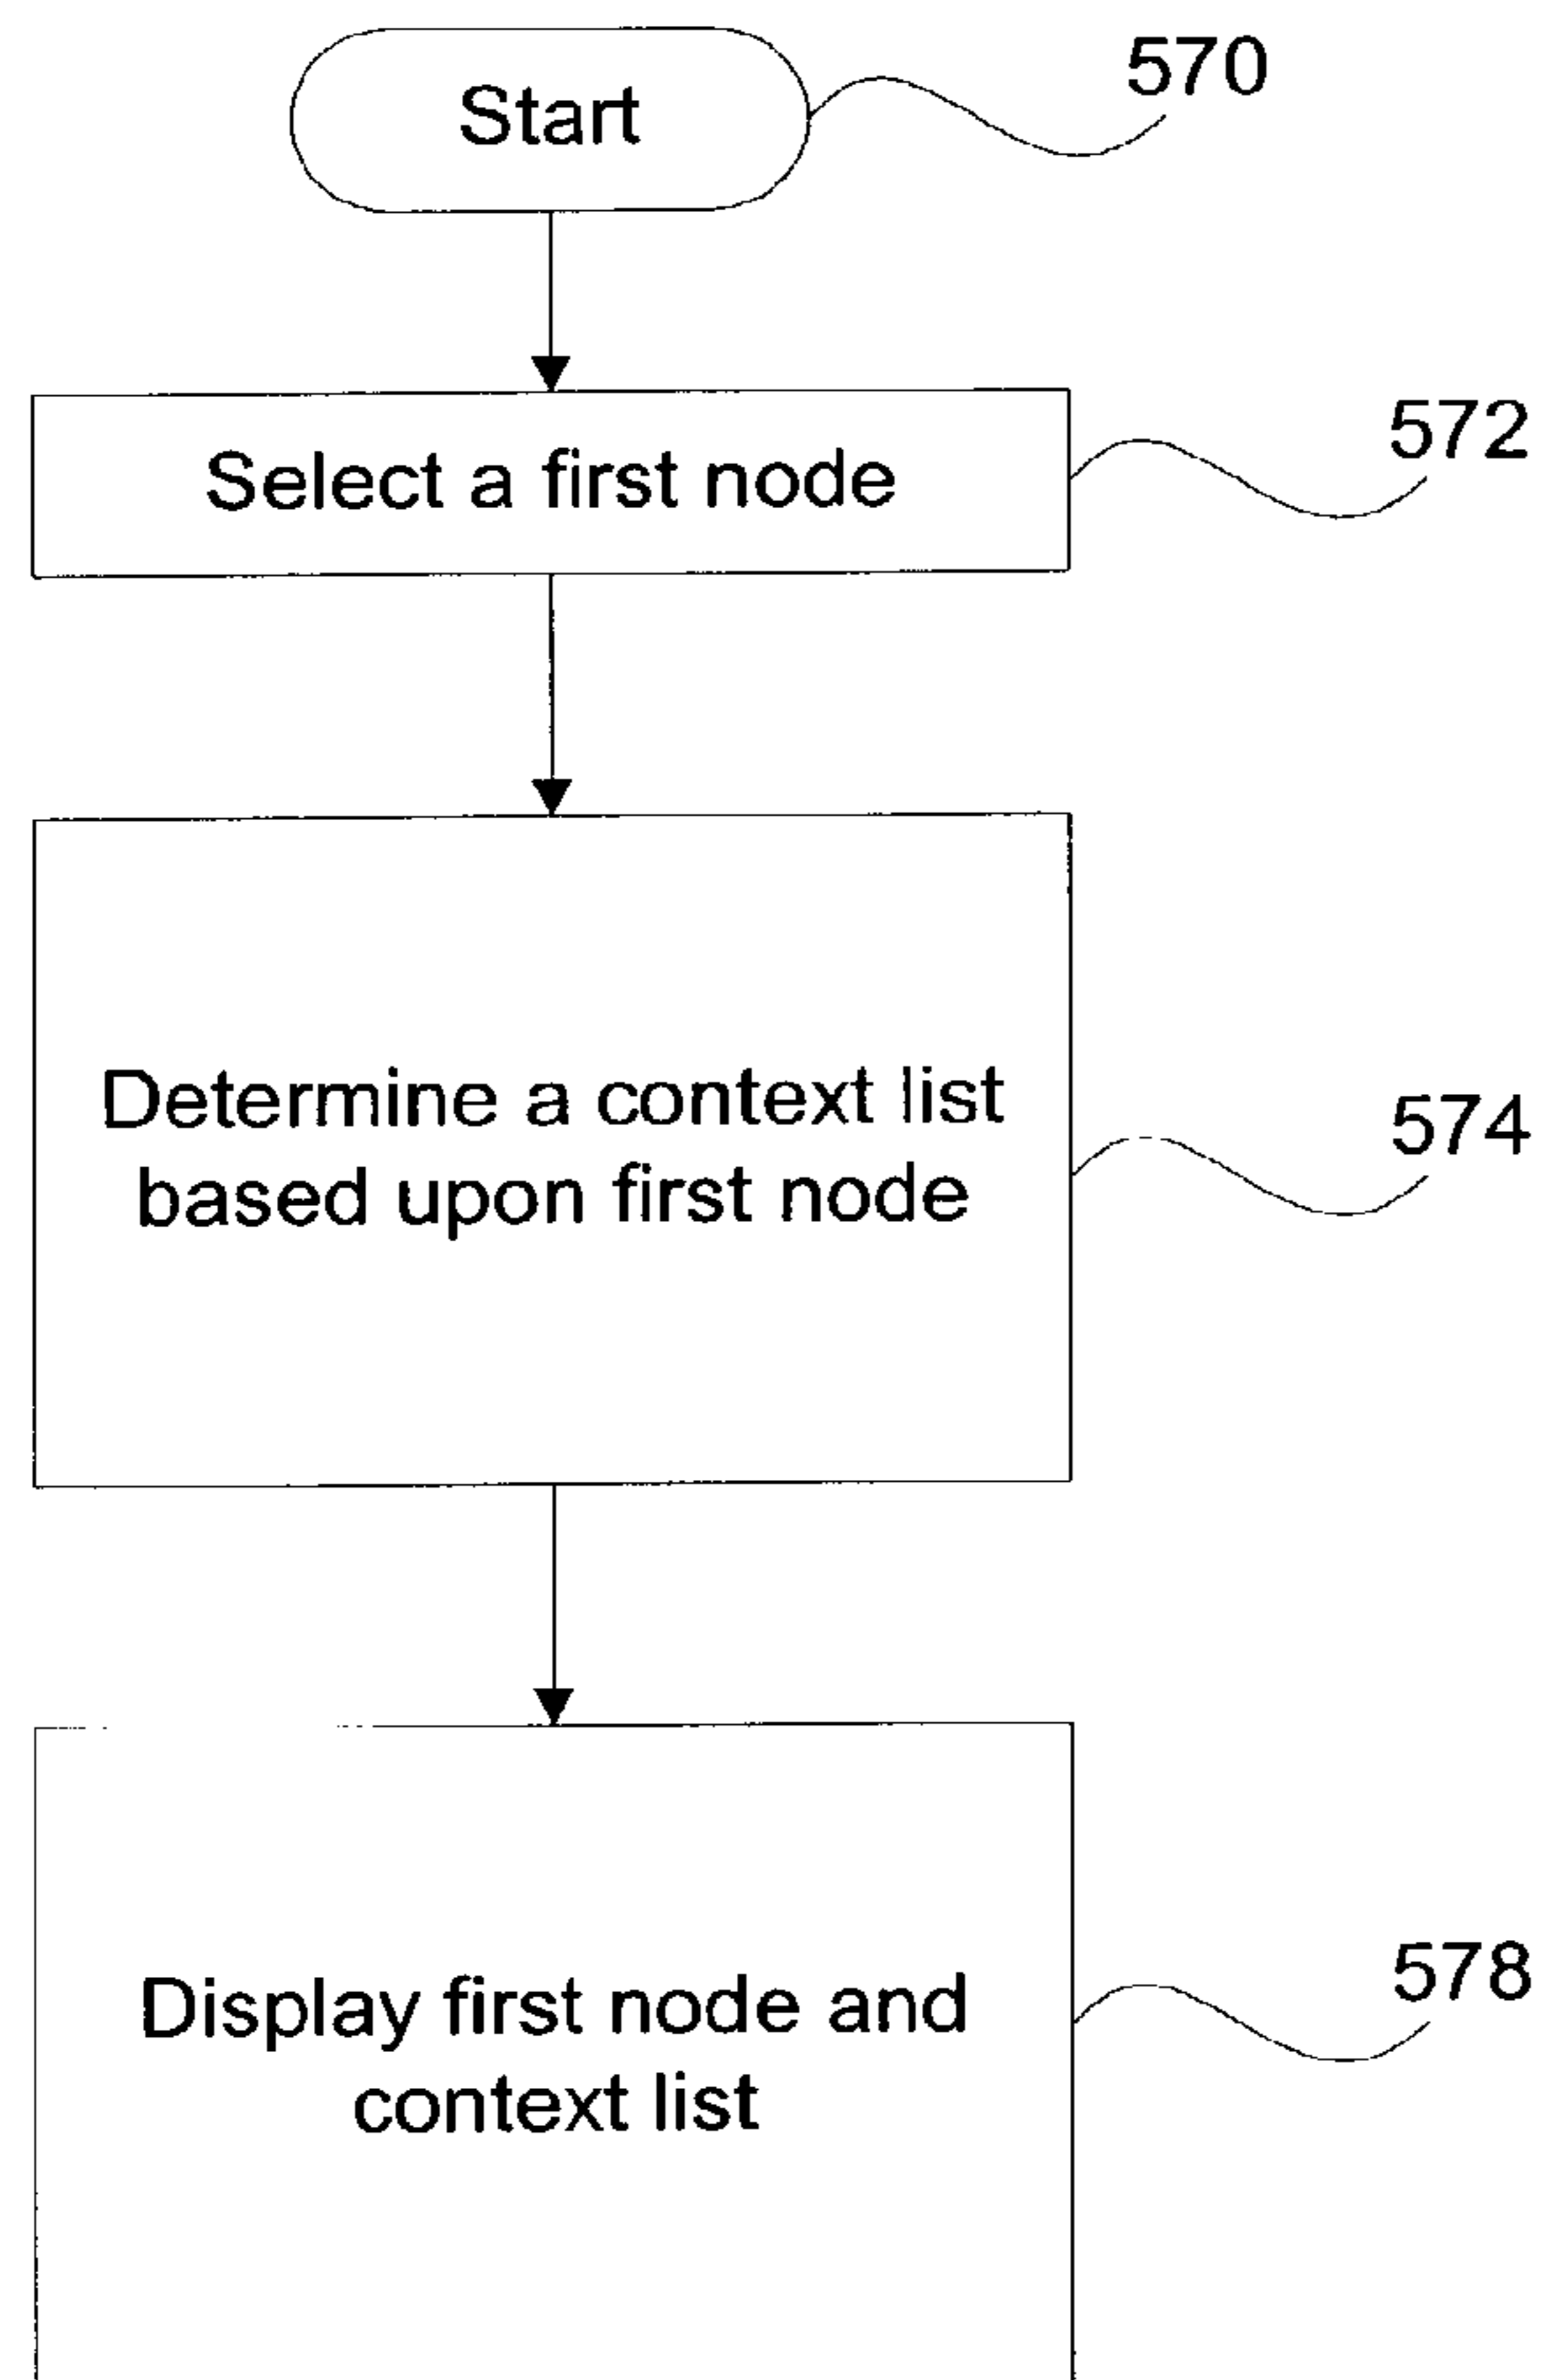 Start
570
Select a first node
572
Determine a context list
based upon first node
574
Display first node and
context list
578